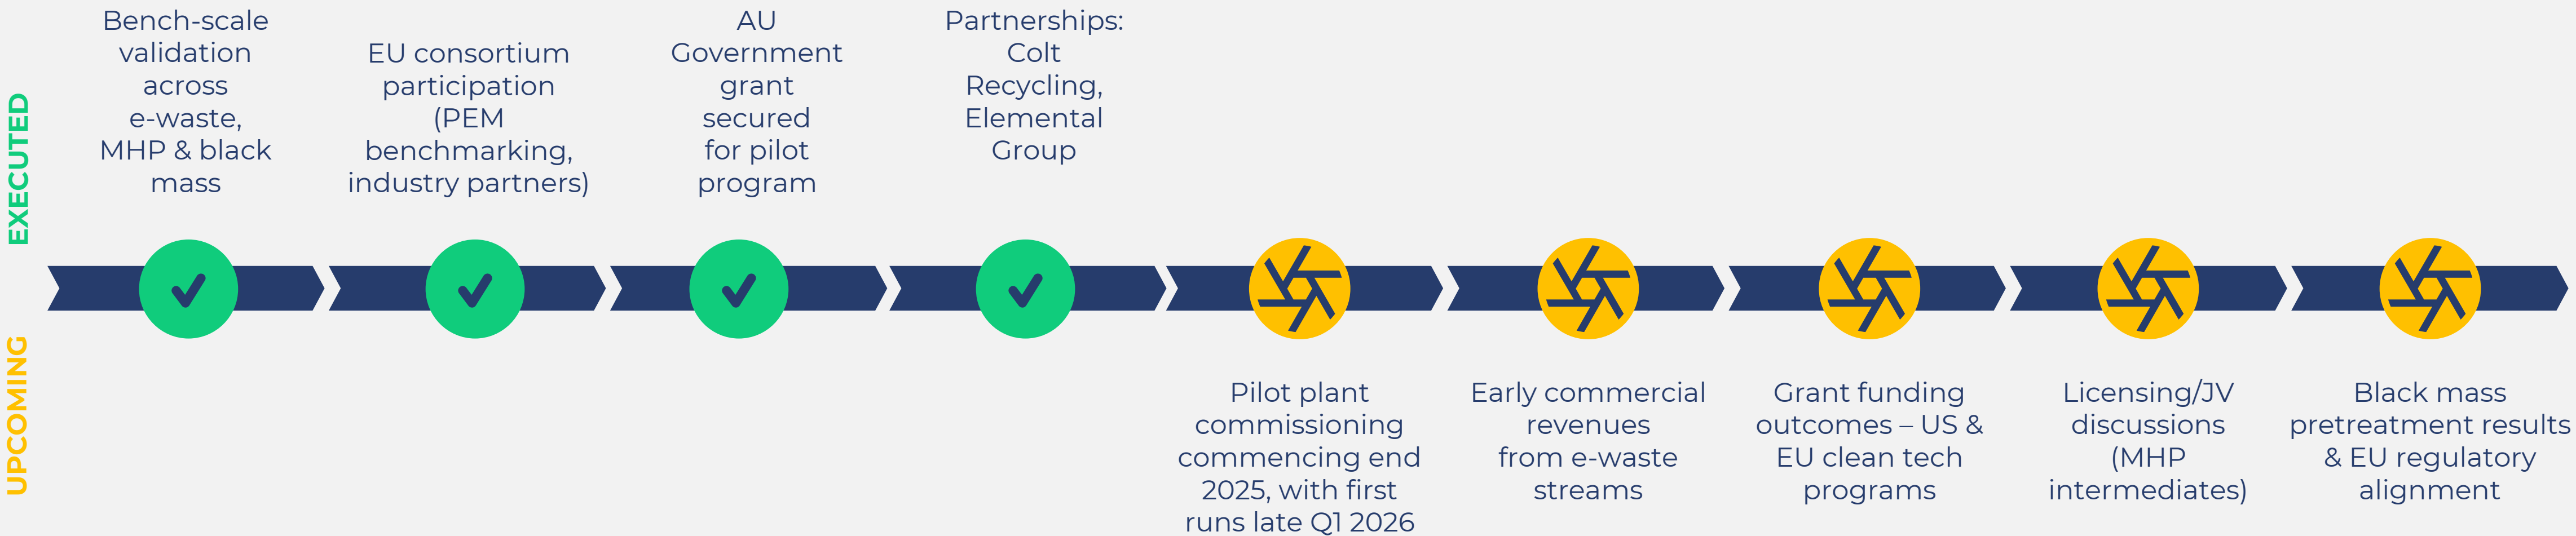 EXECUTED
Bench-scale
validation
across
e-waste,
MHP & black
mass
EU consortium
participation
(PEM
benchmarking,
industry partners)
AU
Government
grant
secured
for pilot
program
Partnerships:
Colt
Recycling,
Elemental
Group
UPCOMING
Pilot plant
commissioning
commencing end
2025, with first
runs late Q1 2026
Early commercial
revenues
from e-waste
streams
Grant funding
outcomes – US &
EU clean tech
programs
Licensing/JV
discussions
(MHP
intermediates)
Black mass
pretreatment results
& EU regulatory
alignment